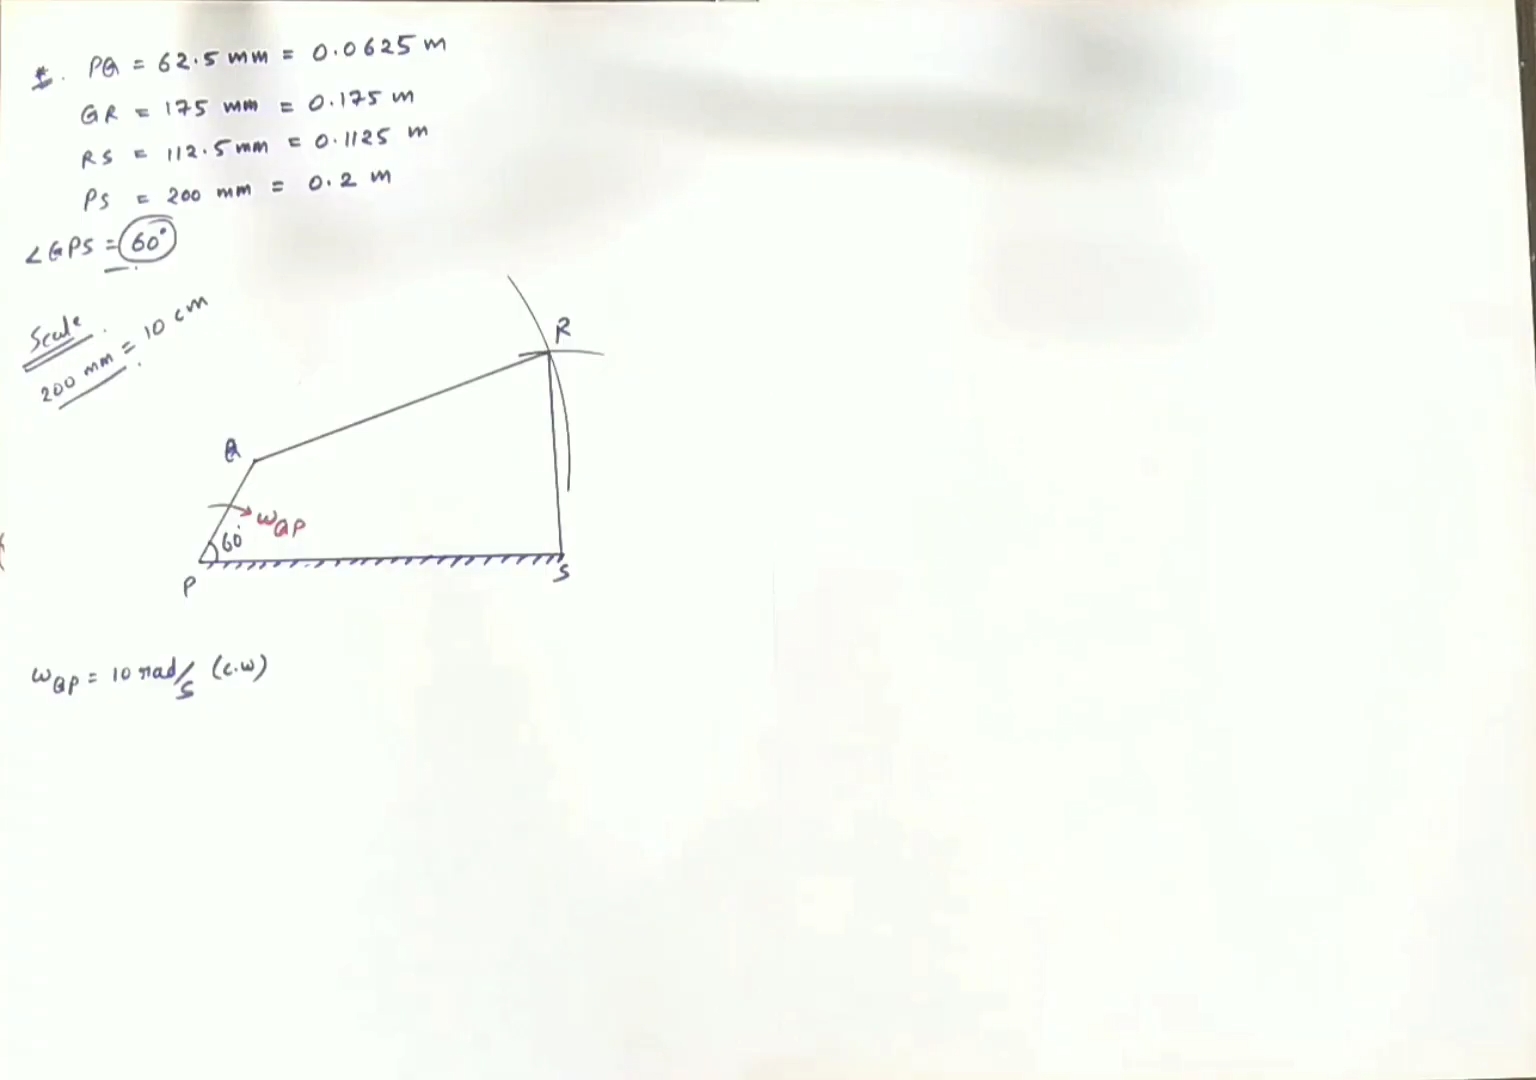 *. PQ = 62.5 mm = 0.0625 m
QR = 175 mm = 0.175 m
RS = 112.5 mm = 0.1125 m
PS = 200 mm = 0.2 m
∠QPS = 60°
Scale
200 mm = 10 cm
R
Q
ωQP
60°
P
S
ωQP = 10 rad/s (c.w)